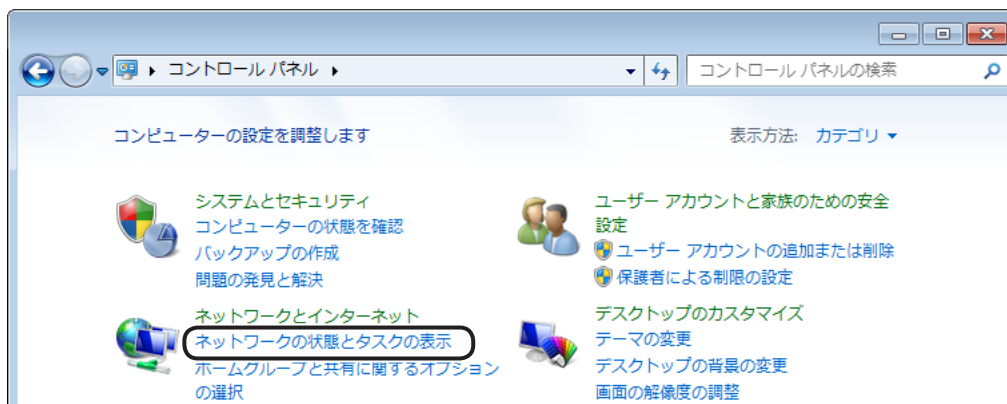 コントロール パネル
コントロール パネルの検索
コンピューターの設定を調整します
表示方法: カテゴリ
システムとセキュリティ
コンピューターの状態を確認
バックアップの作成
問題の発見と解決
ネットワークとインターネット
ネットワークの状態とタスクの表示
ホームグループと共有に関するオプション
の選択
ユーザー アカウントと家族のための安全
設定
ユーザー アカウントの追加または削除
保護者による制限の設定
デスクトップのカスタマイズ
テーマの変更
デスクトップの背景の変更
画面の解像度の調整